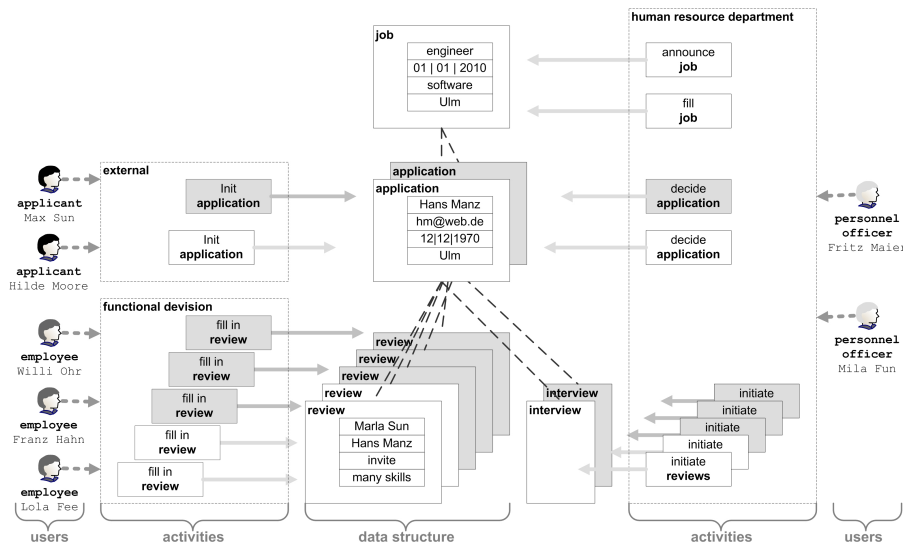 human resource department
job
engineer
01 | 01 | 2010
software
Ulm
announce
job
fill
job
external
Init
application
Init
application
applicant
Max Sun
applicant
Hilde Moore
application
application
Hans Manz
hm@web.de
12|12|1970
Ulm
decide
application
decide
application
personnel
officer
Fritz Maier
personnel
officer
Mila Fun
functional devision
fill in
review
fill in
review
fill in
review
fill in
review
fill in
review
employee
Willi Ohr
employee
Franz Hahn
employee
Lola Fee
review
review
review
review
review
Marla Sun
Hans Manz
invite
many skills
interview
interview
initiate
initiate
initiate
initiate
initiate
reviews
users
activities
data structure
activities
users